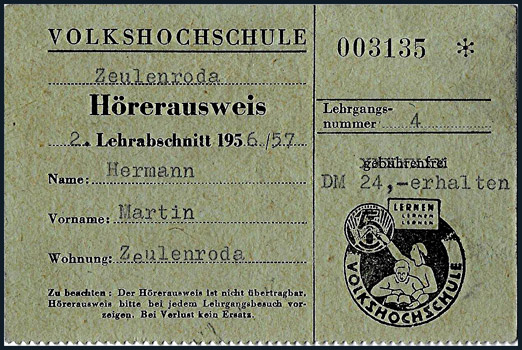 VOLKSHOCHSCHULE
Zeulenroda
Hörerausweis
2. Lehrabschnitt 1956/57
Name: Hermann
Vorname: Martin
Wohnung: Zeulenroda
Zu beachten: Der Hörerausweis ist nicht übertragbar.
Hörerausweis bitte bei jedem Lehrgangsbesuch vor-
zeigen. Bei Verlust kein Ersatz.
003135 *
Lehrgangs-
nummer 4
gebührenfrei
DM 24,-erhalten
LERNEN
LERNEN
LERNEN
VOLKSHOCHSCHULE